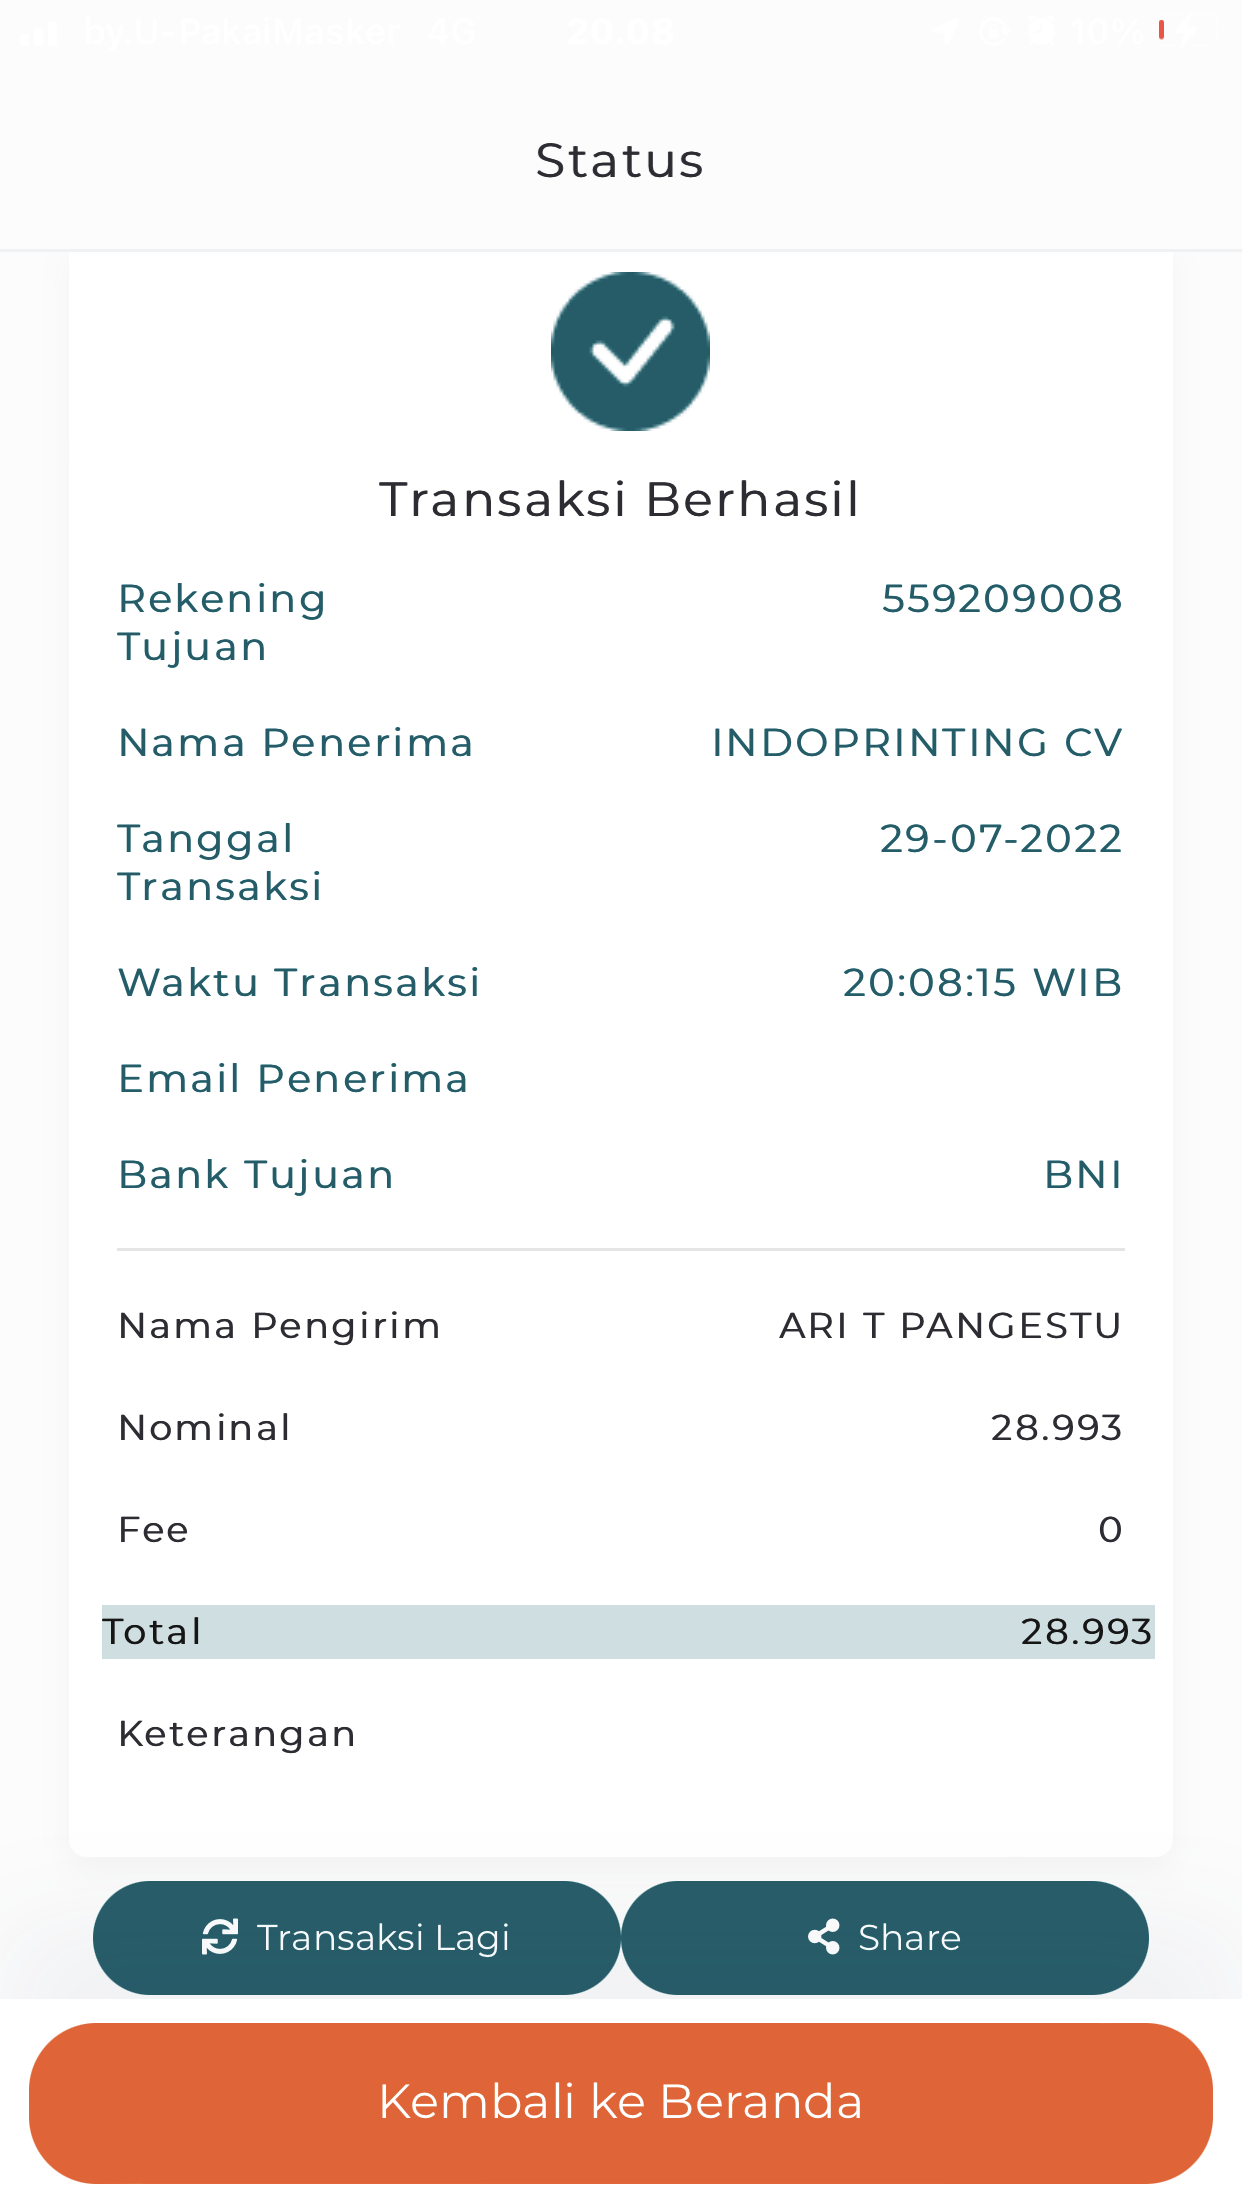 by.U-PakaiMasker 4G 20.08 10%
Status
Transaksi Berhasil
Rekening Tujuan 559209008
Nama Penerima INDOPRINTING CV
Tanggal Transaksi 29-07-2022
Waktu Transaksi 20:08:15 WIB
Email Penerima
Bank Tujuan BNI
Nama Pengirim ARI T PANGESTU
Nominal 28.993
Fee 0
Total 28.993
Keterangan
Transaksi Lagi Share
Kembali ke Beranda